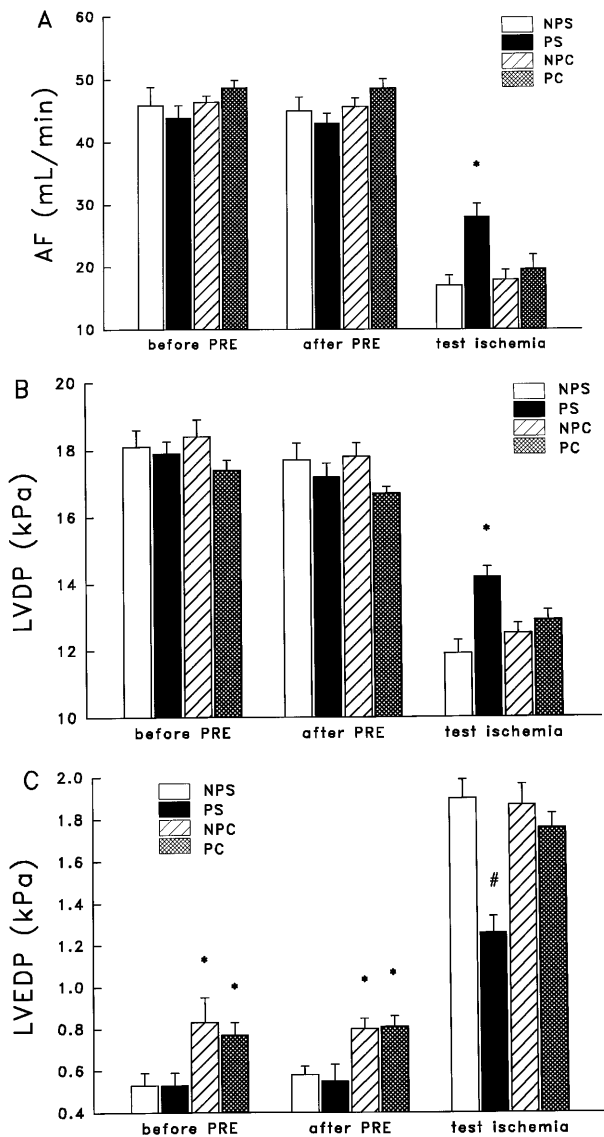 A
AF (mL/min)
60
50
40
30
20
10
NPS
PS
NPC
PC
*
before PRE after PRE test ischemia
B
LVDP (kPa)
20
18
16
14
12
10
NPS
PS
NPC
PC
*
before PRE after PRE test ischemia
C
LVEDP (kPa)
2.0
1.8
1.6
1.4
1.2
1.0
0.8
0.6
0.4
NPS
PS
NPC
PC
* * * * #
before PRE after PRE test ischemia